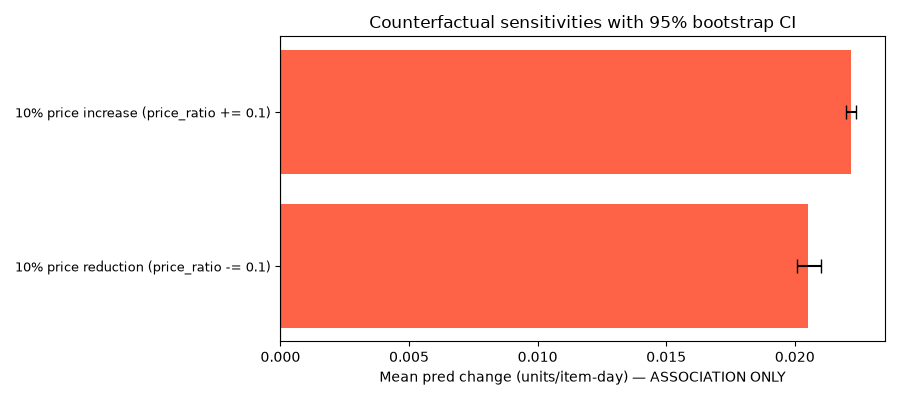 Counterfactual sensitivities with 95% bootstrap CI
10% price increase (price_ratio += 0.1)
10% price reduction (price_ratio -= 0.1)
0.000 0.005 0.010 0.015 0.020
Mean pred change (units/item-day) — ASSOCIATION ONLY